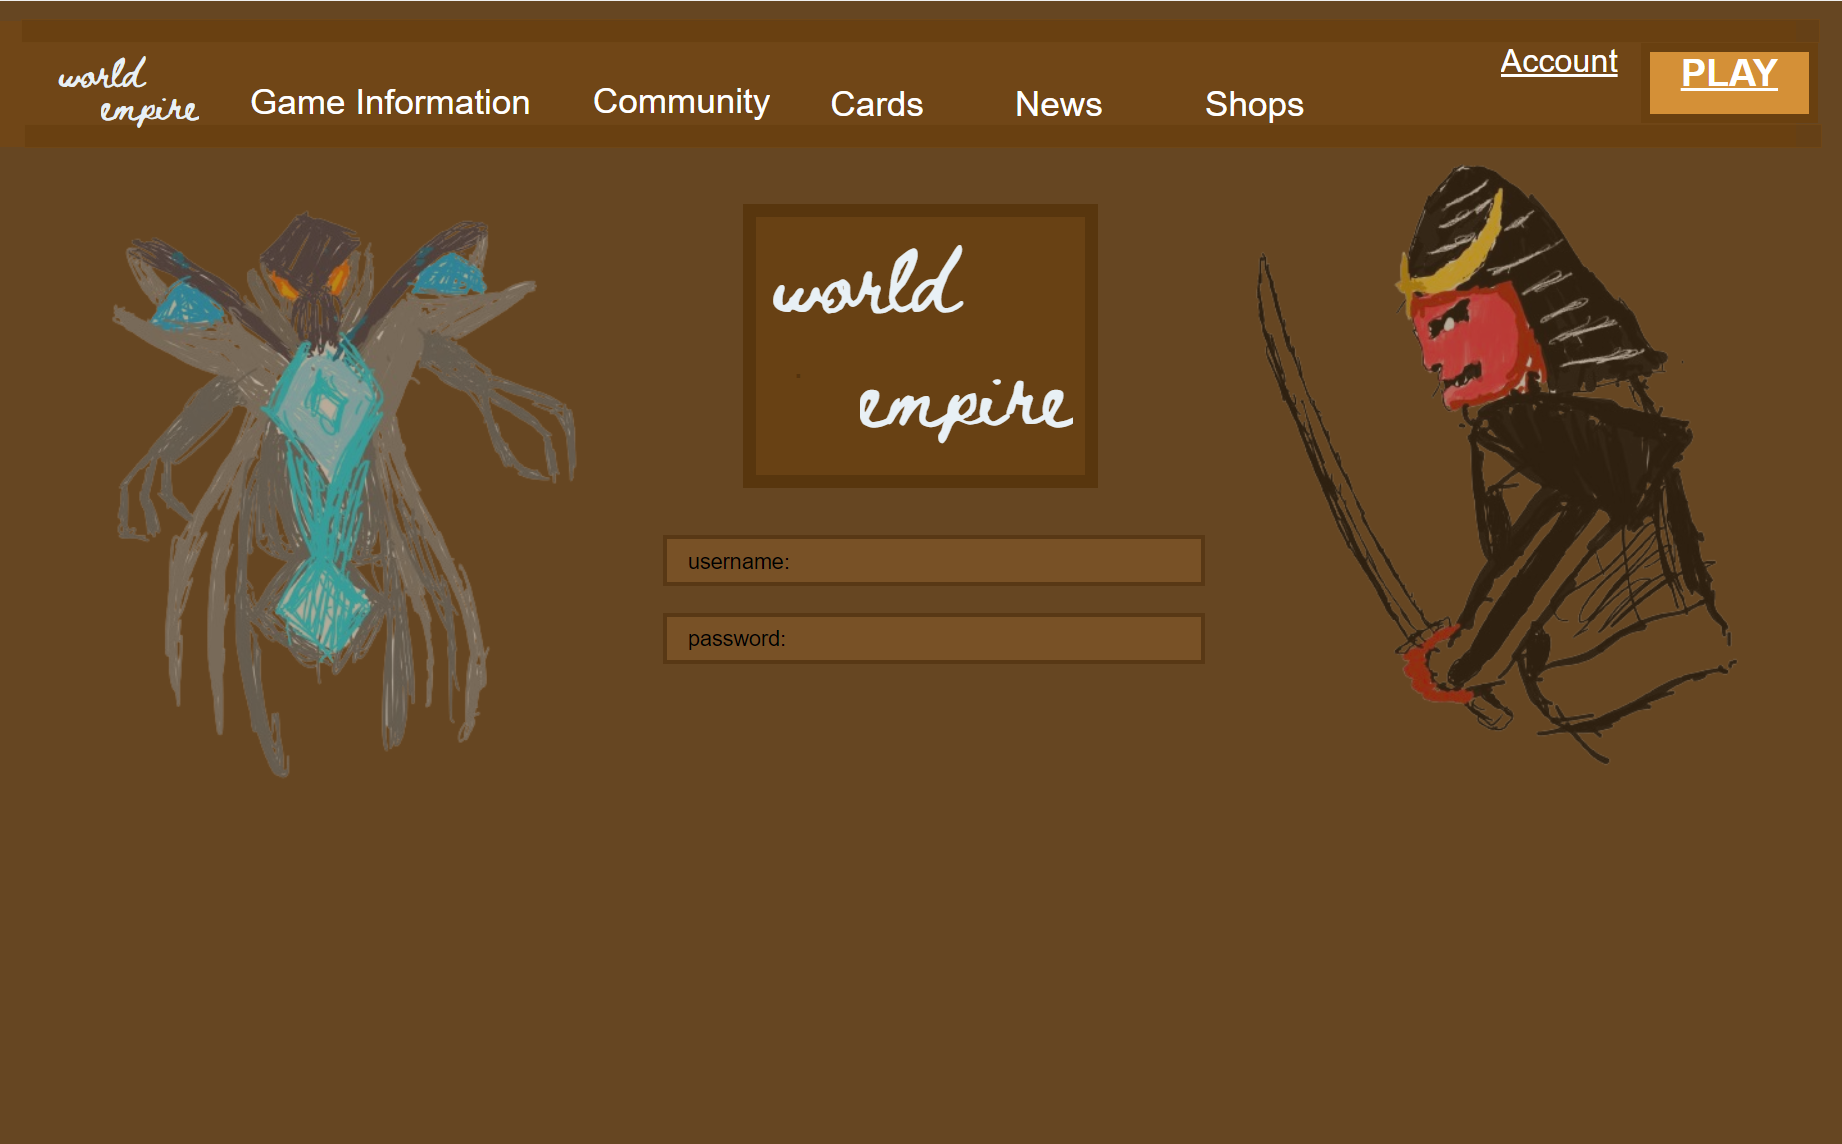 world
empire
Game Information
Community
Cards
News
Shops
Account
PLAY
world
empire
username:
password: